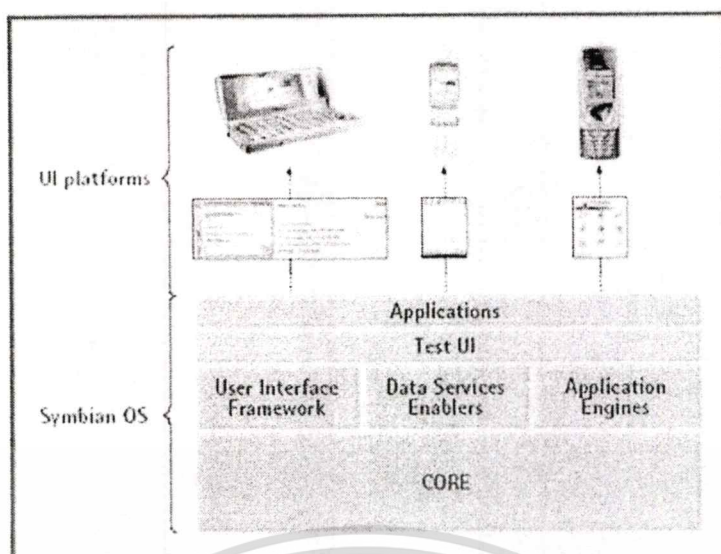 UI platforms
Applications
Test UI
User Interface
Framework
Data Services
Enablers
Application
Engines
Symbian OS
CORE